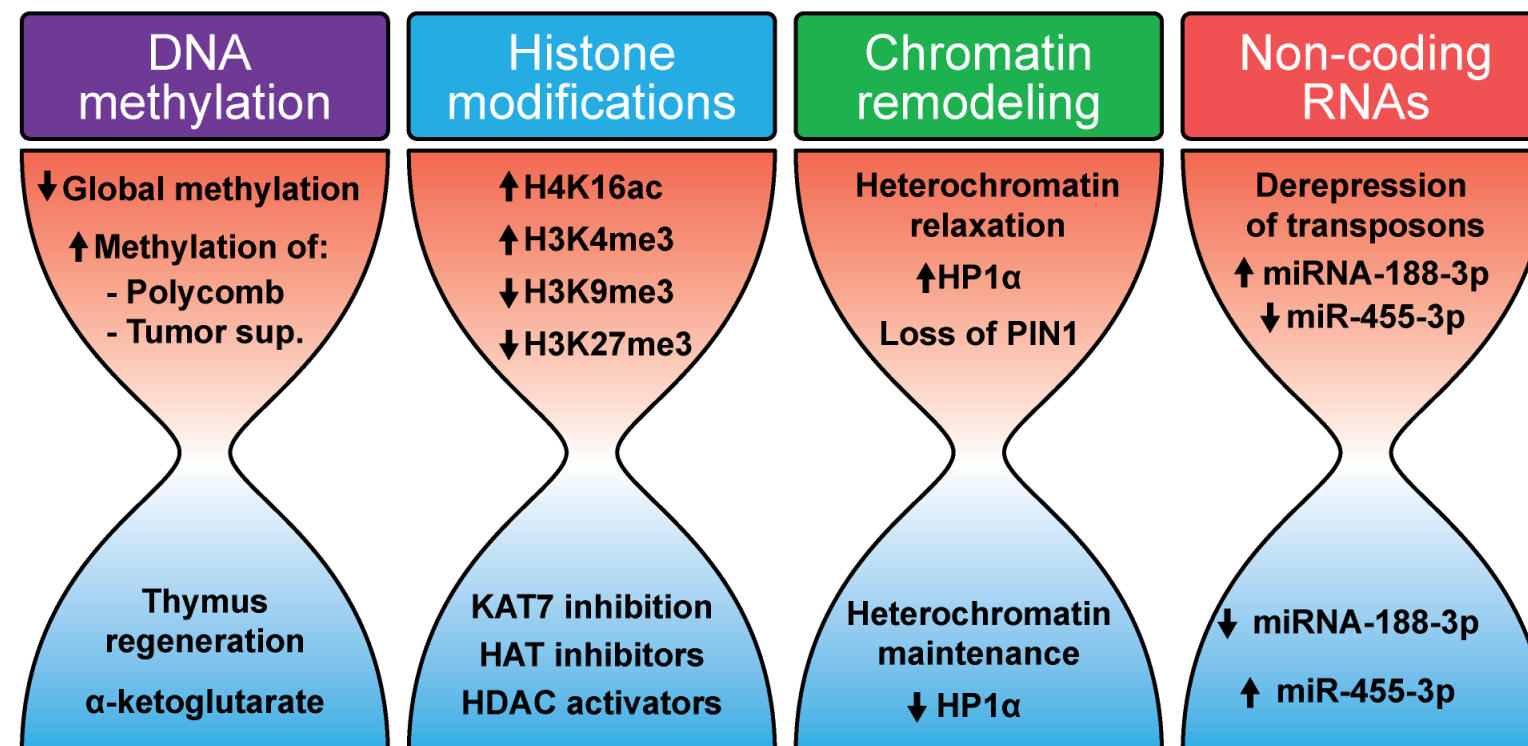 DNA
methylation
↓Global methylation
↑Methylation of:
- Polycomb
- Tumor sup.
Thymus
regeneration
α-ketoglutarate
Histone
modifications
↑H4K16ac
↑H3K4me3
↓H3K9me3
↓H3K27me3
KAT7 inhibition
HAT inhibitors
HDAC activators
Chromatin
remodeling
Heterochromatin
relaxation
↑HP1α
Loss of PIN1
Heterochromatin
maintenance
↓ HP1α
Non-coding
RNAs
Derepression
of transposons
↑ miRNA-188-3p
↓miR-455-3p
↓ miRNA-188-3p
↑ miR-455-3p